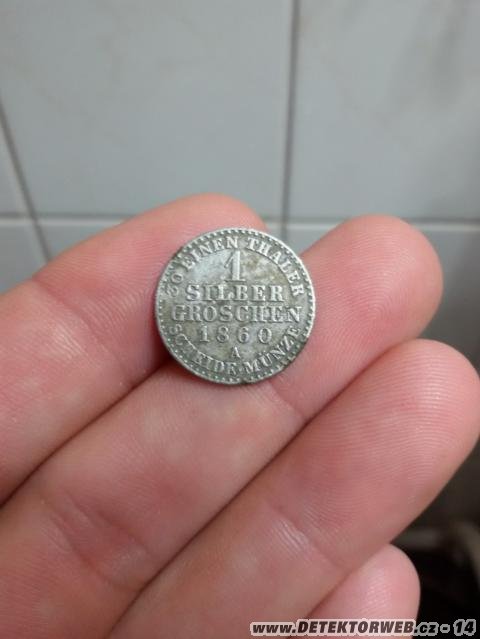 30 EINEN THALER
1
SILBER
GROSCHEN
1860
A
SCHEIDE·MÜNZE
www.DETEKTORWEB.cz - 14